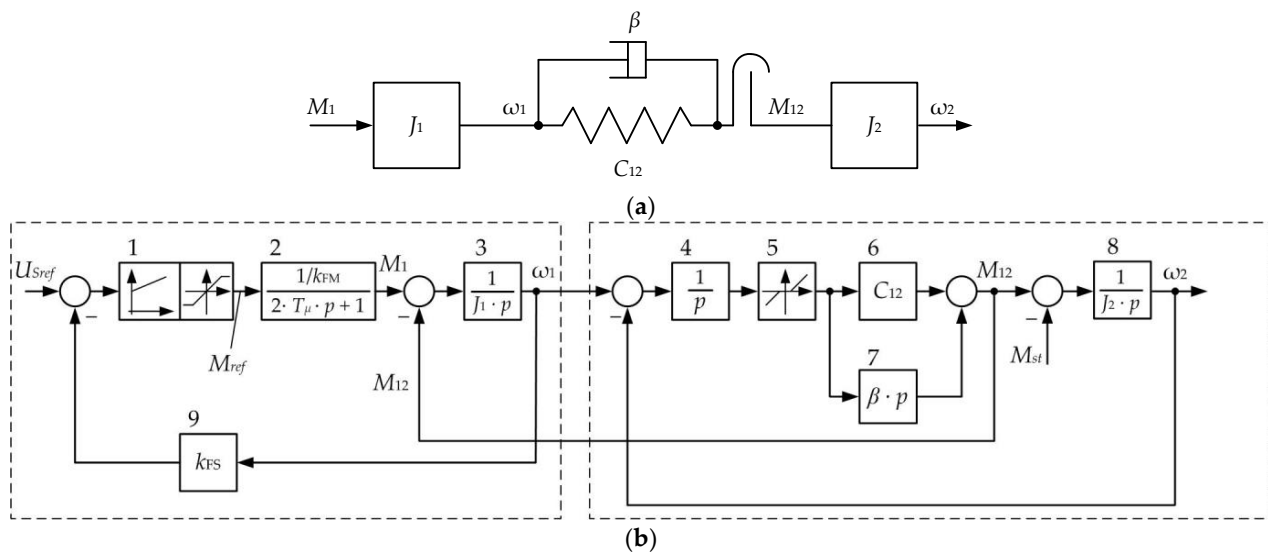 β
M1 ω1 M12 ω2
J1 J2
C12
(a)
1 2 3 4 5 6 8
USref 1/kFM M1 ω1 M12 ω2
2· Tμ · p + 1 1 J1 · p 1 p C12 1 J2 · p
– – – –
Mref Mst
7
M12 β · p
9
kFS
(b)